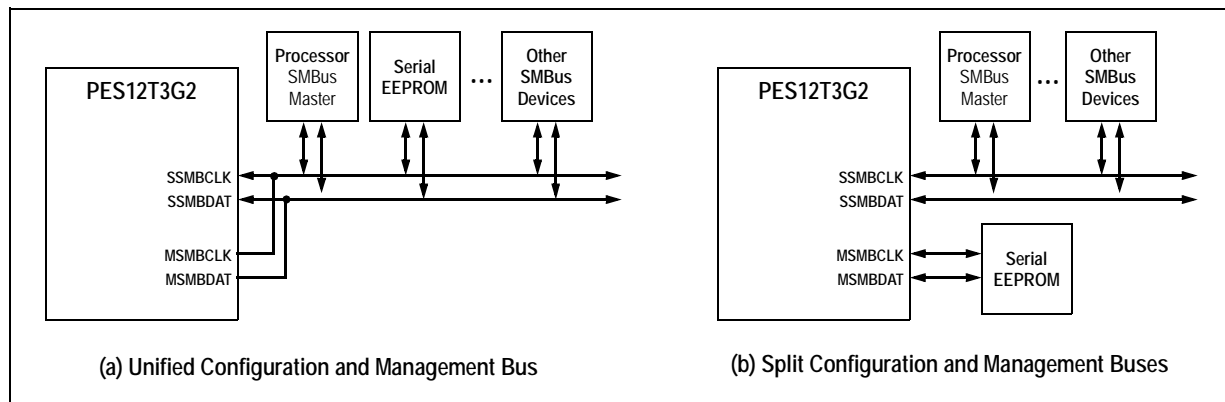 PES12T3G2
Processor
SMBus
Master
Serial
EEPROM
...
Other
SMBus
Devices
SSMBCLK
SSMBDAT
MSMBCLK
MSMBDAT
(a) Unified Configuration and Management Bus
PES12T3G2
Processor
SMBus
Master
...
Other
SMBus
Devices
SSMBCLK
SSMBDAT
MSMBCLK
MSMBDAT
Serial
EEPROM
(b) Split Configuration and Management Buses